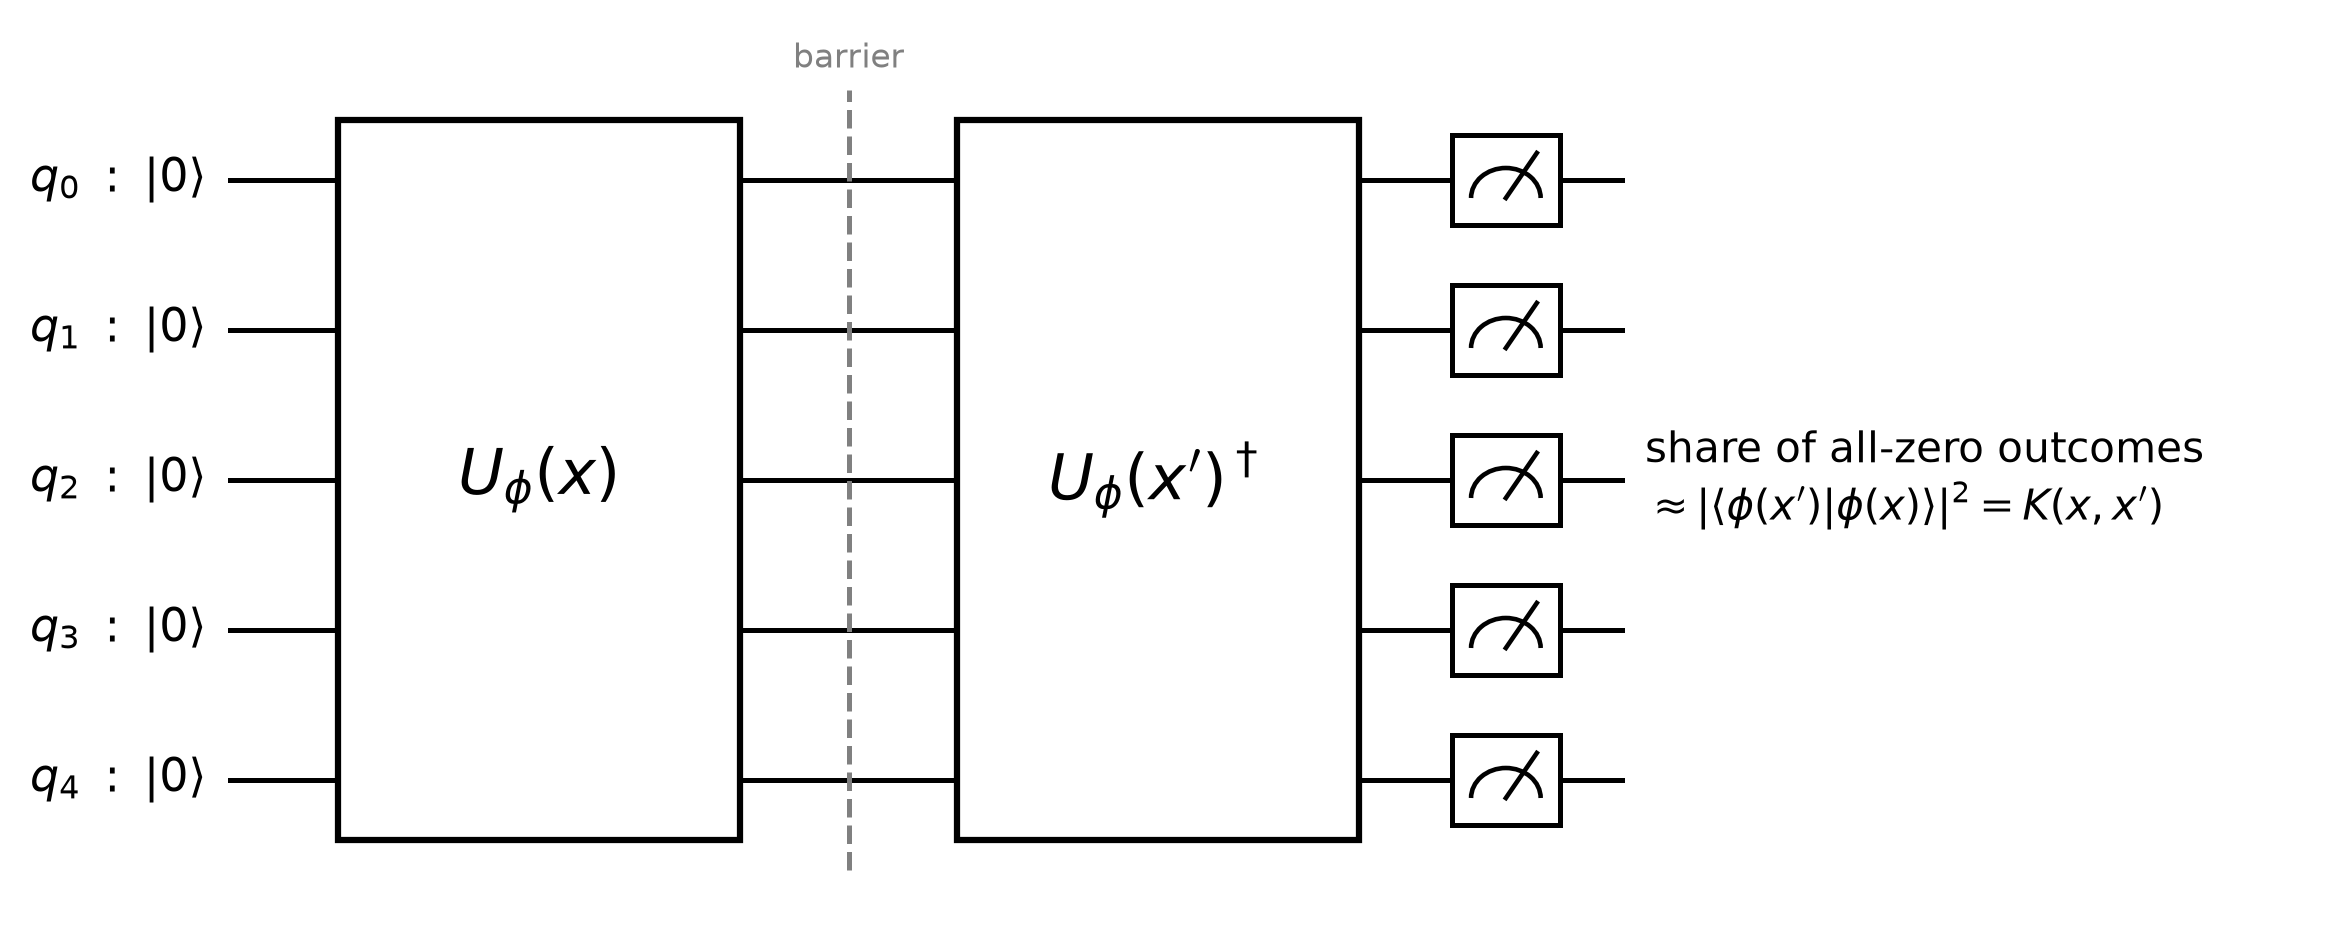 barrier
q₀ : |0⟩
q₁ : |0⟩
q₂ : |0⟩
q₃ : |0⟩
q₄ : |0⟩
U_ϕ(x)
U_ϕ(x′)†
share of all-zero outcomes
≈ |⟨ϕ(x′)|ϕ(x)⟩|² = K(x, x′)